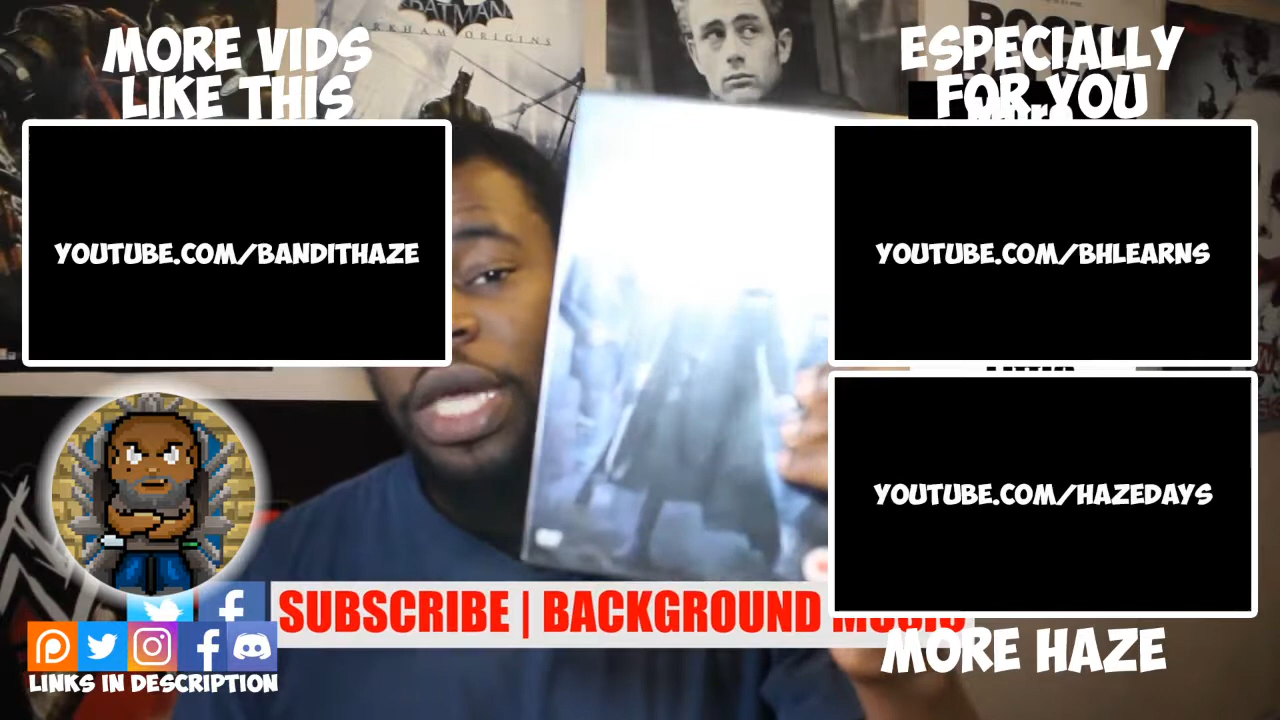 BATMAN
ARKHAM ORIGINS
MORE VIDS
LIKE THIS
ESPECIALLY
FOR YOU
YOUTUBE.COM/BANDITHAZE
YOUTUBE.COM/BHLEARNS
YOUTUBE.COM/HAZEDAYS
SUBSCRIBE | BACKGROUND MUSIC
MORE HAZE
LINKS IN DESCRIPTION